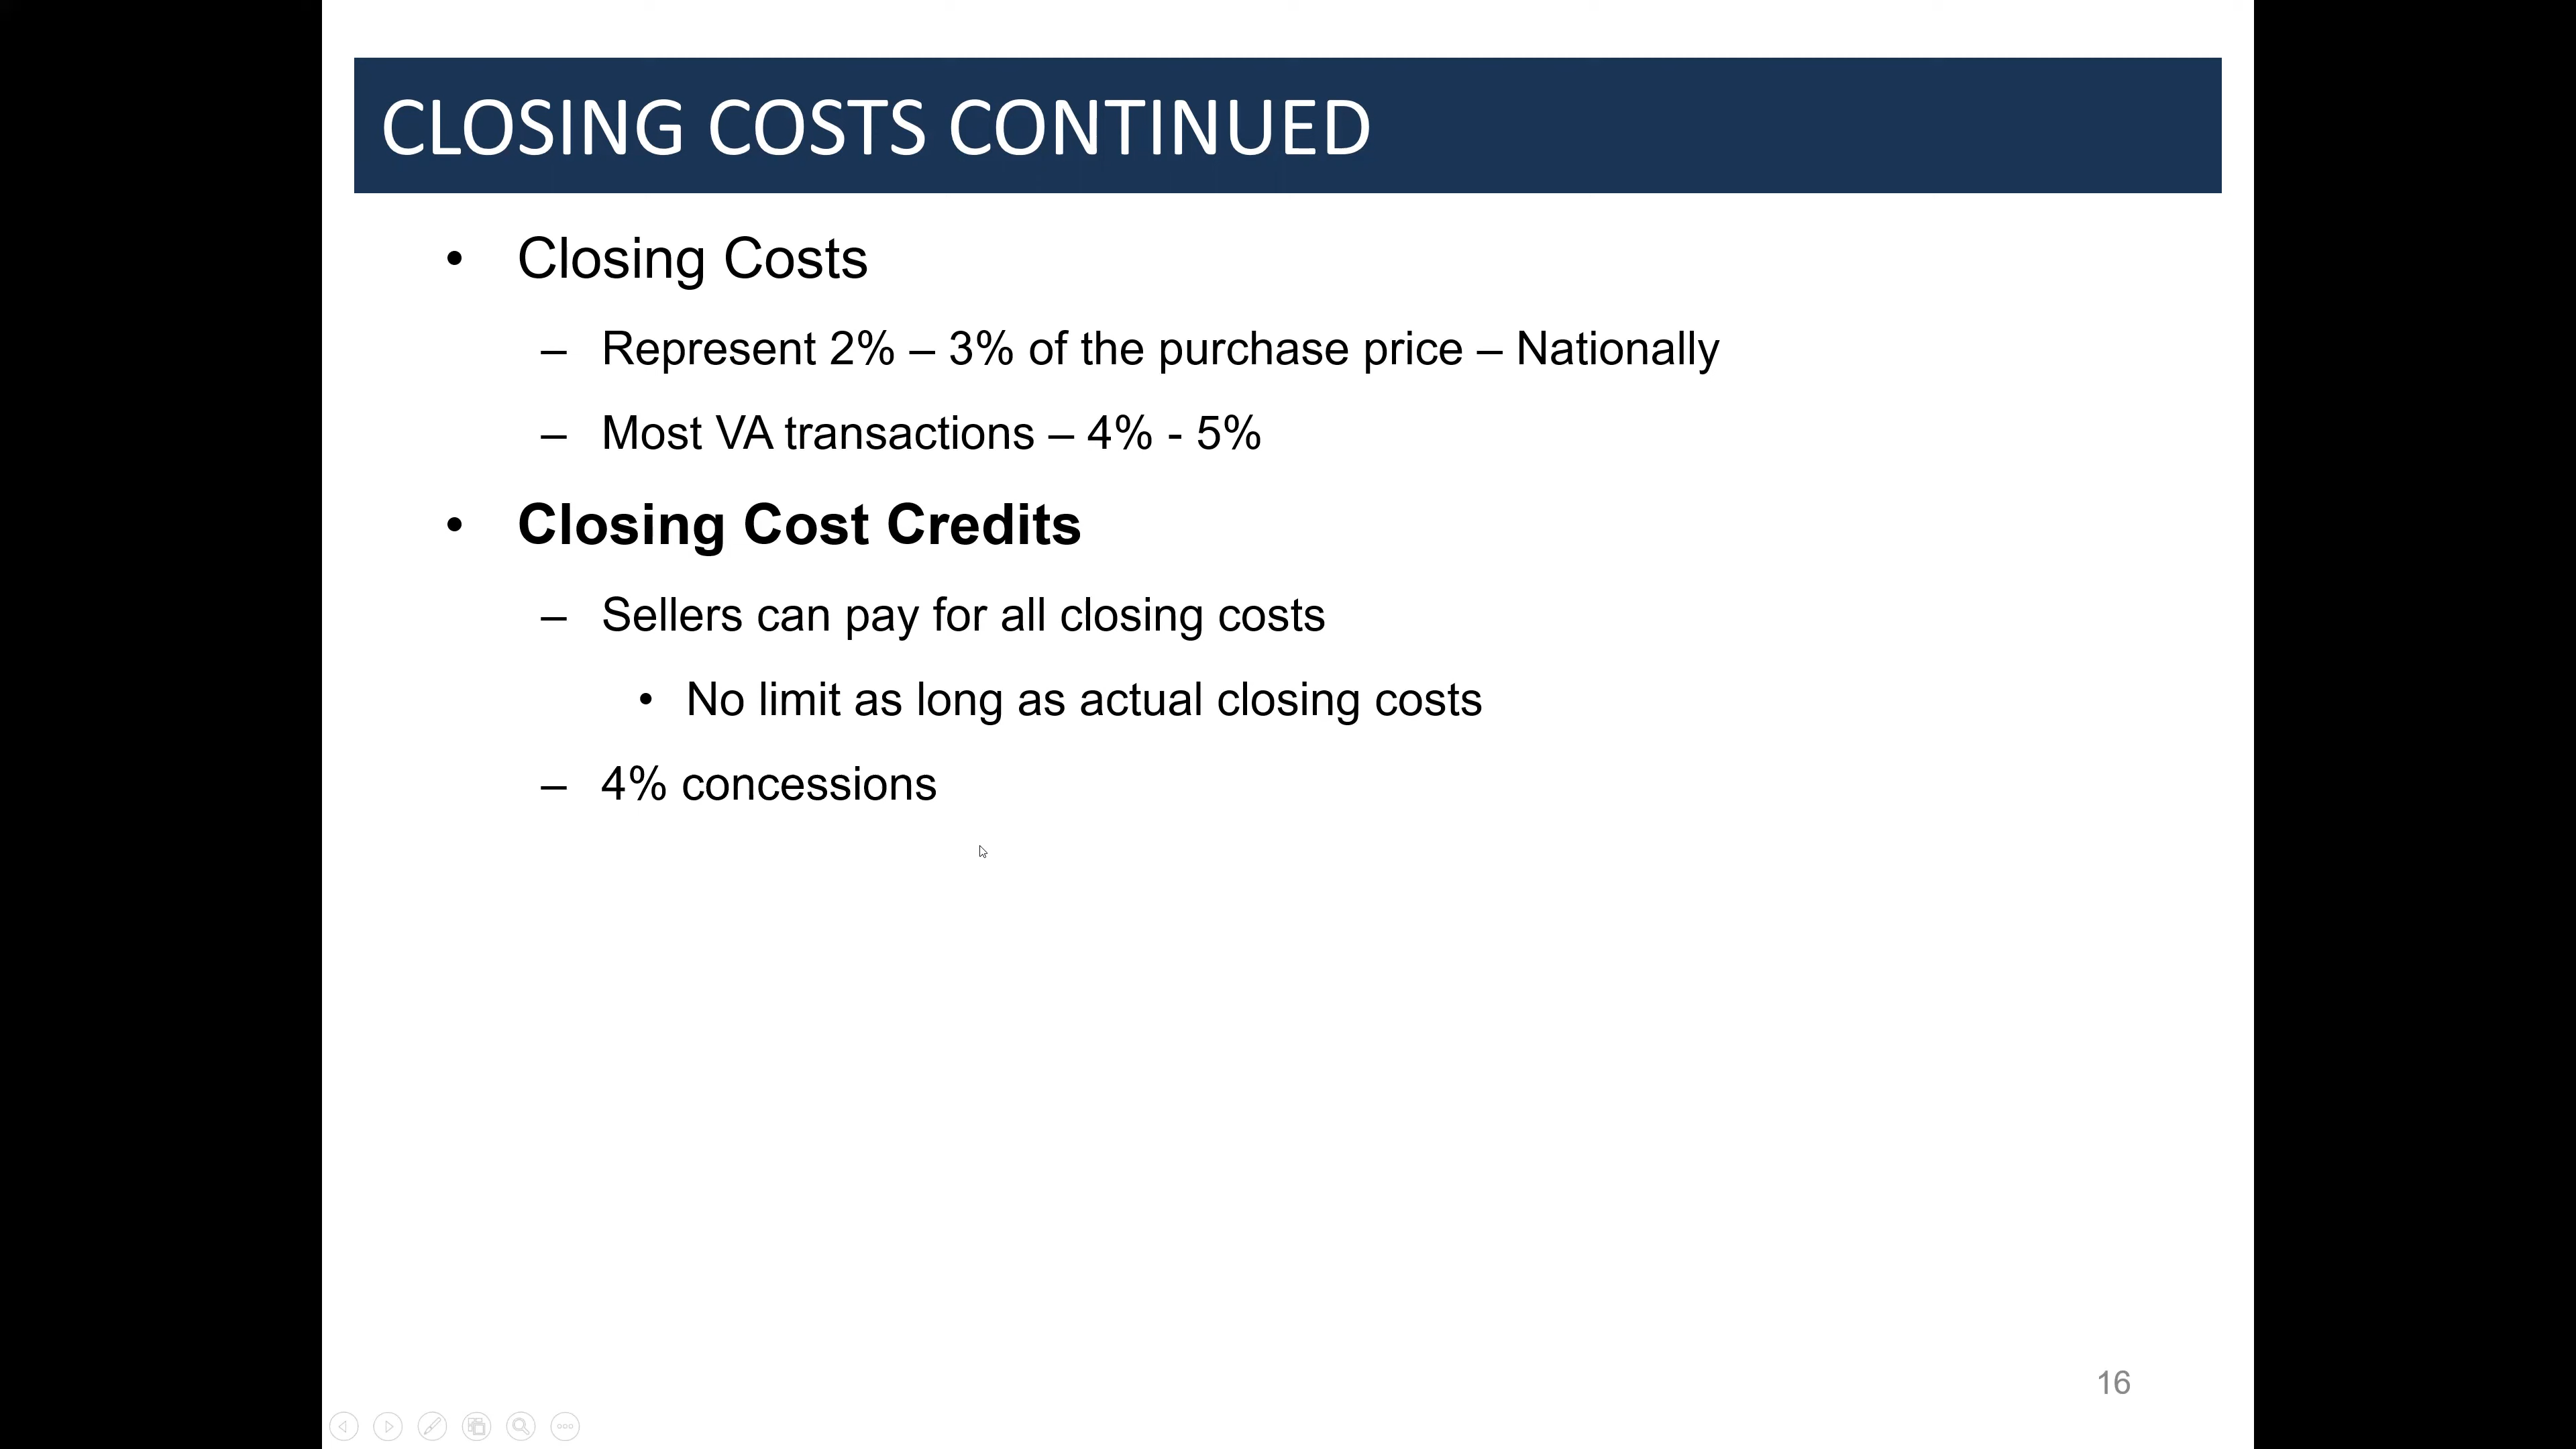 CLOSING COSTS CONTINUED
• Closing Costs
– Represent 2% – 3% of the purchase price – Nationally
– Most VA transactions – 4% - 5%
• Closing Cost Credits
– Sellers can pay for all closing costs
• No limit as long as actual closing costs
– 4% concessions
16